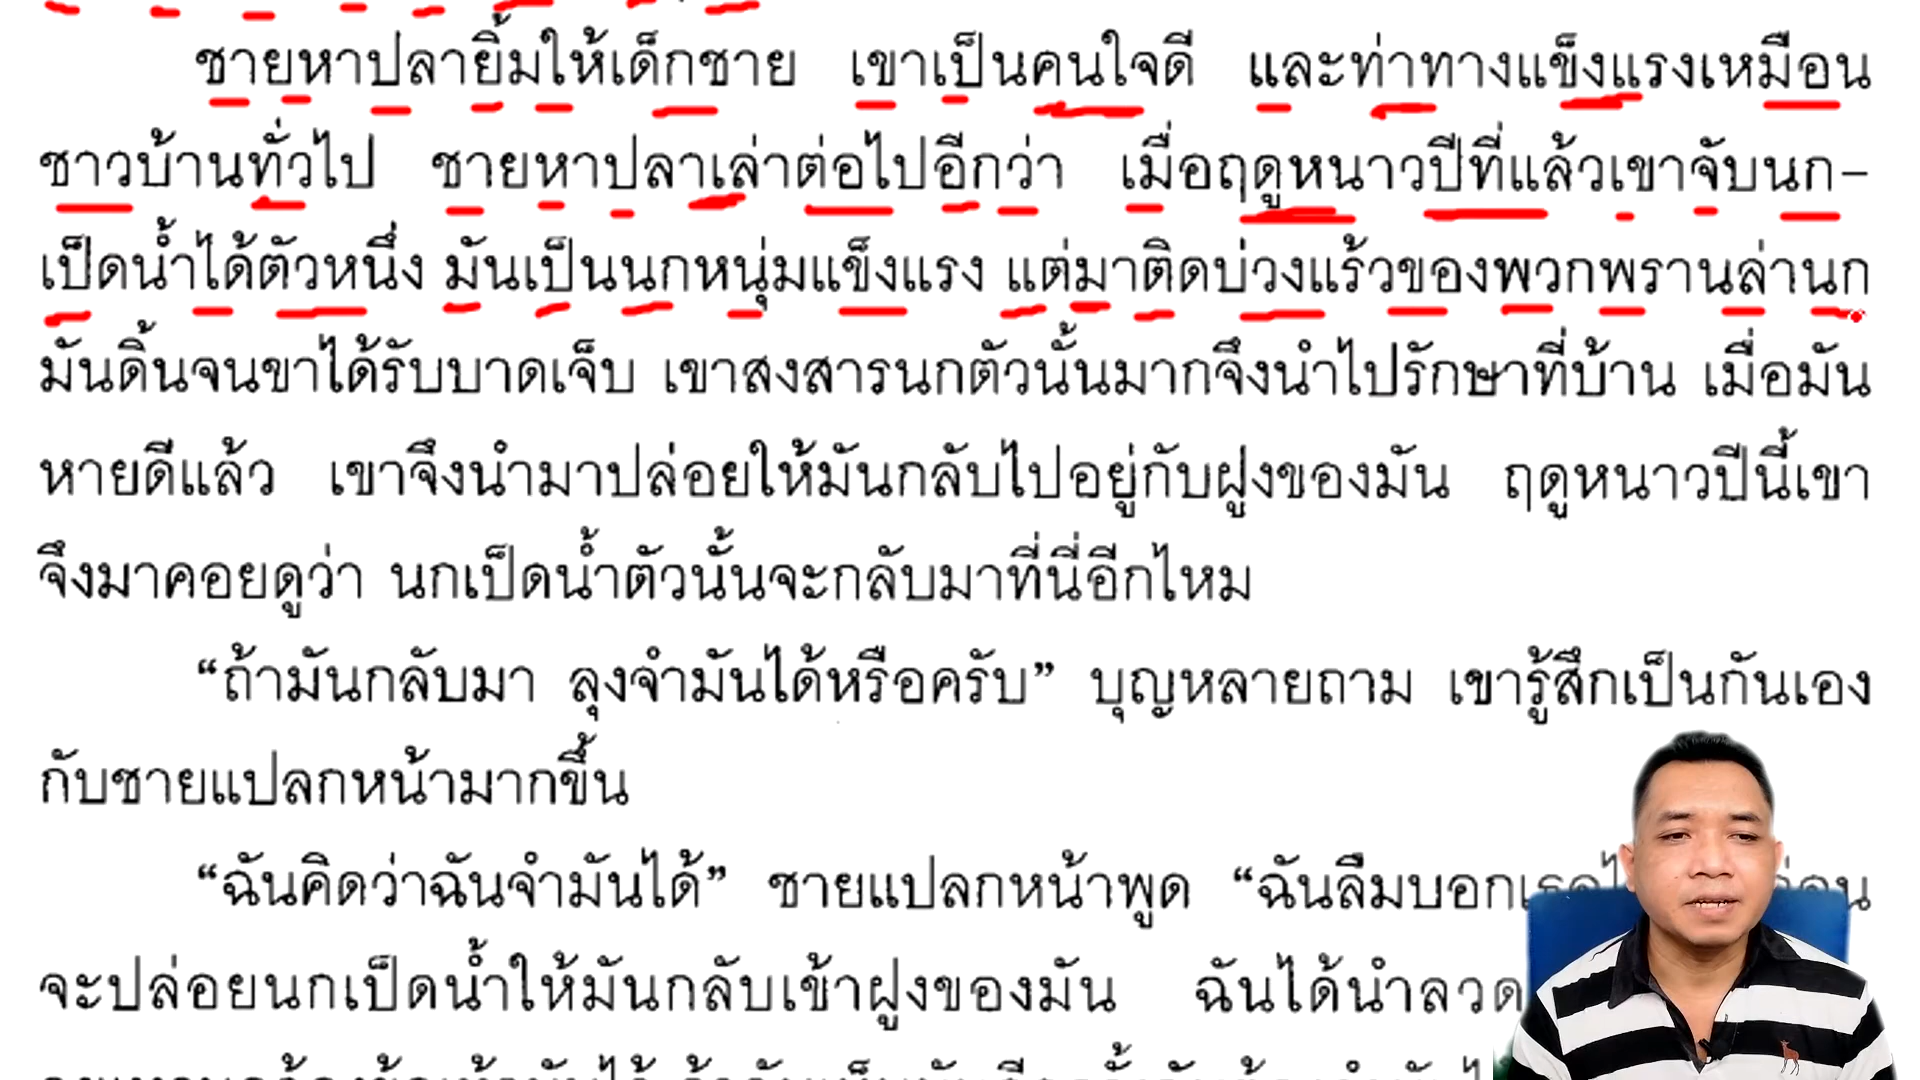 ชายหาปลายิ้มให้เด็กชาย เขาเป็นคนใจดี และท่าทางแข็งแรงเหมือน
ชาวบ้านทั่วไป ชายหาปลาเล่าต่อไปอีกว่า เมื่อฤดูหนาวปีที่แล้วเขาจับนก-
เป็ดน้ำได้ตัวหนึ่ง มันเป็นนกหนุ่มแข็งแรง แต่มาติดบ่วงแร้วของพวกพรานล่านก
มันดิ้นจนขาได้รับบาดเจ็บ เขาสงสารนกตัวนั้นมากจึงนำไปรักษาที่บ้าน เมื่อมัน
หายดีแล้ว เขาจึงนำมาปล่อยให้มันกลับไปอยู่กับฝูงของมัน ฤดูหนาวปีนี้เขา
จึงมาคอยดูว่า นกเป็ดน้ำตัวนั้นจะกลับมาที่นี่อีกไหม
“ถ้ามันกลับมา ลุงจำมันได้หรือครับ” บุญหลายถาม เขารู้สึกเป็นกันเอง
กับชายแปลกหน้ามากขึ้น
“ฉันคิดว่าฉันจำมันได้” ชายแปลกหน้าพูด “ฉันลืมบอก
จะปล่อยนกเป็ดน้ำให้มันกลับเข้าฝูงของมัน ฉันได้นำลวด